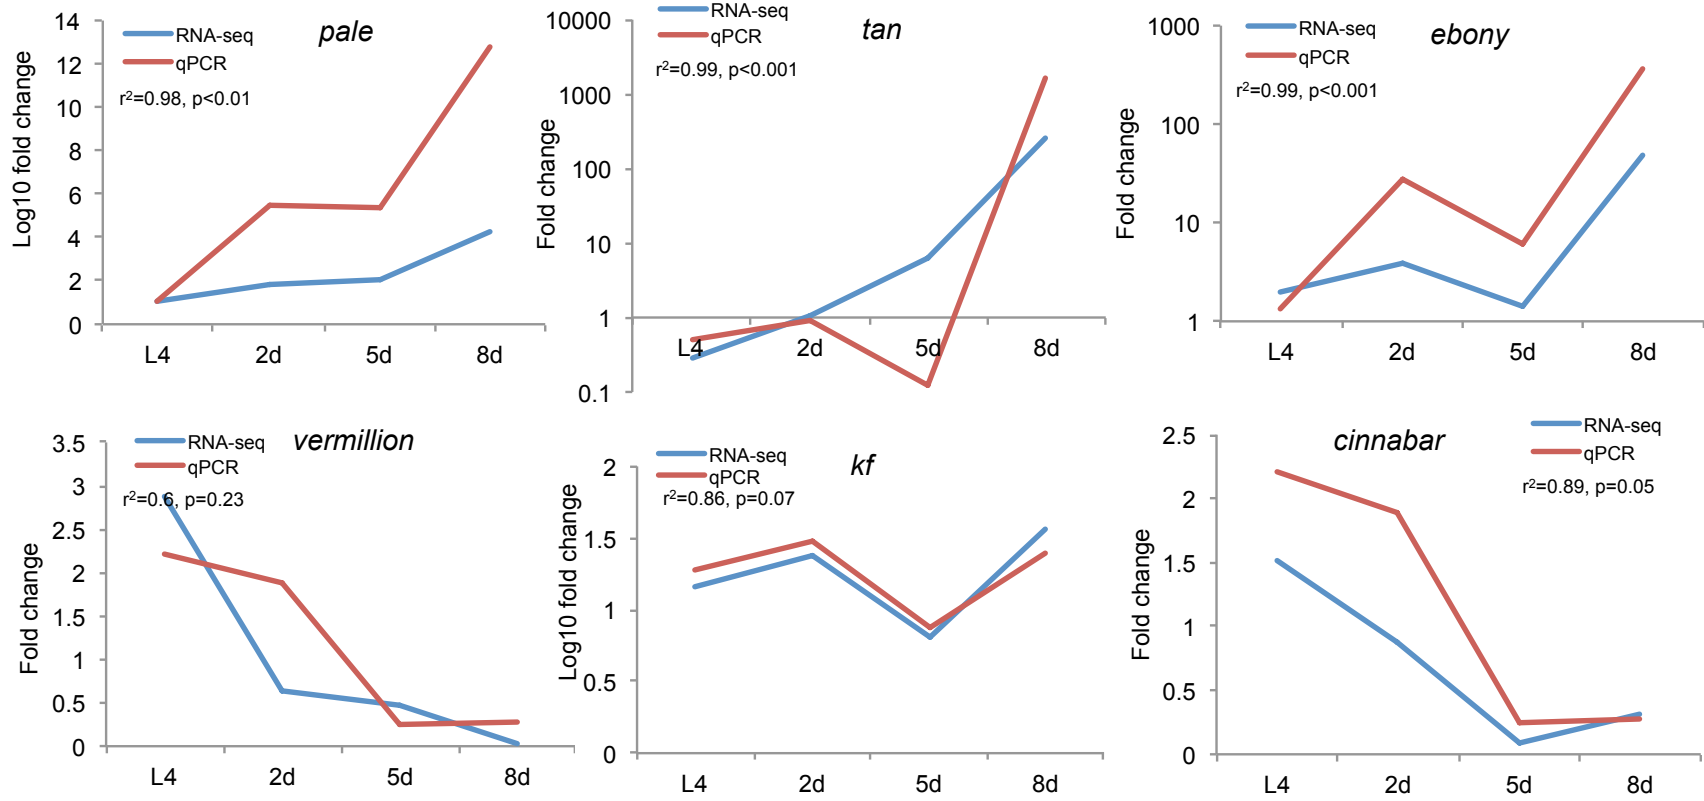 pale
RNA-seq
qPCR
r²=0.98, p<0.01
Log10 fold change
14
12
10
8
6
4
2
0
L4 2d 5d 8d
tan
RNA-seq
qPCR
r²=0.99, p<0.001
Fold change
10000
1000
100
10
1
0.1
L4 2d 5d 8d
ebony
RNA-seq
qPCR
r²=0.99, p<0.001
Fold change
1000
100
10
1
L4 2d 5d 8d
vermillion
RNA-seq
qPCR
r²=0.6, p=0.23
Fold change
3.5
3
2.5
2
1.5
1
0.5
0
L4 2d 5d 8d
kf
RNA-seq
qPCR
r²=0.86, p=0.07
Log10 fold change
2
1.5
1
0.5
0
L4 2d 5d 8d
cinnabar
RNA-seq
qPCR
r²=0.89, p=0.05
Fold change
2.5
2
1.5
1
0.5
0
L4 2d 5d 8d